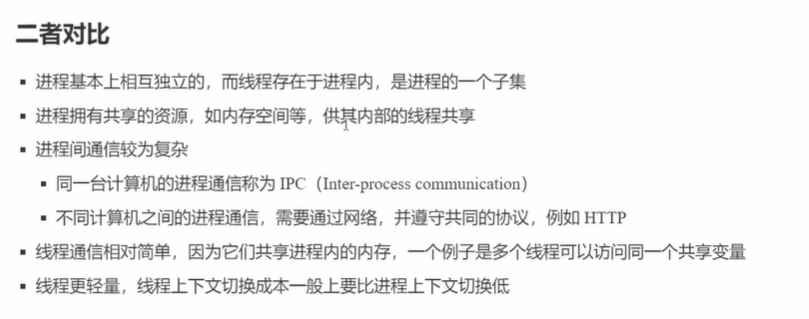 二者对比
▪ 进程基本上相互独立的，而线程存在于进程内，是进程的一个子集
▪ 进程拥有共享的资源，如内存空间等，供其内部的线程共享
▪ 进程间通信较为复杂
▪ 同一台计算机的进程通信称为 IPC（Inter-process communication）
▪ 不同计算机之间的进程通信，需要通过网络，并遵守共同的协议，例如 HTTP
▪ 线程通信相对简单，因为它们共享进程内的内存，一个例子是多个线程可以访问同一个共享变量
▪ 线程更轻量，线程上下文切换成本一般上要比进程上下文切换低